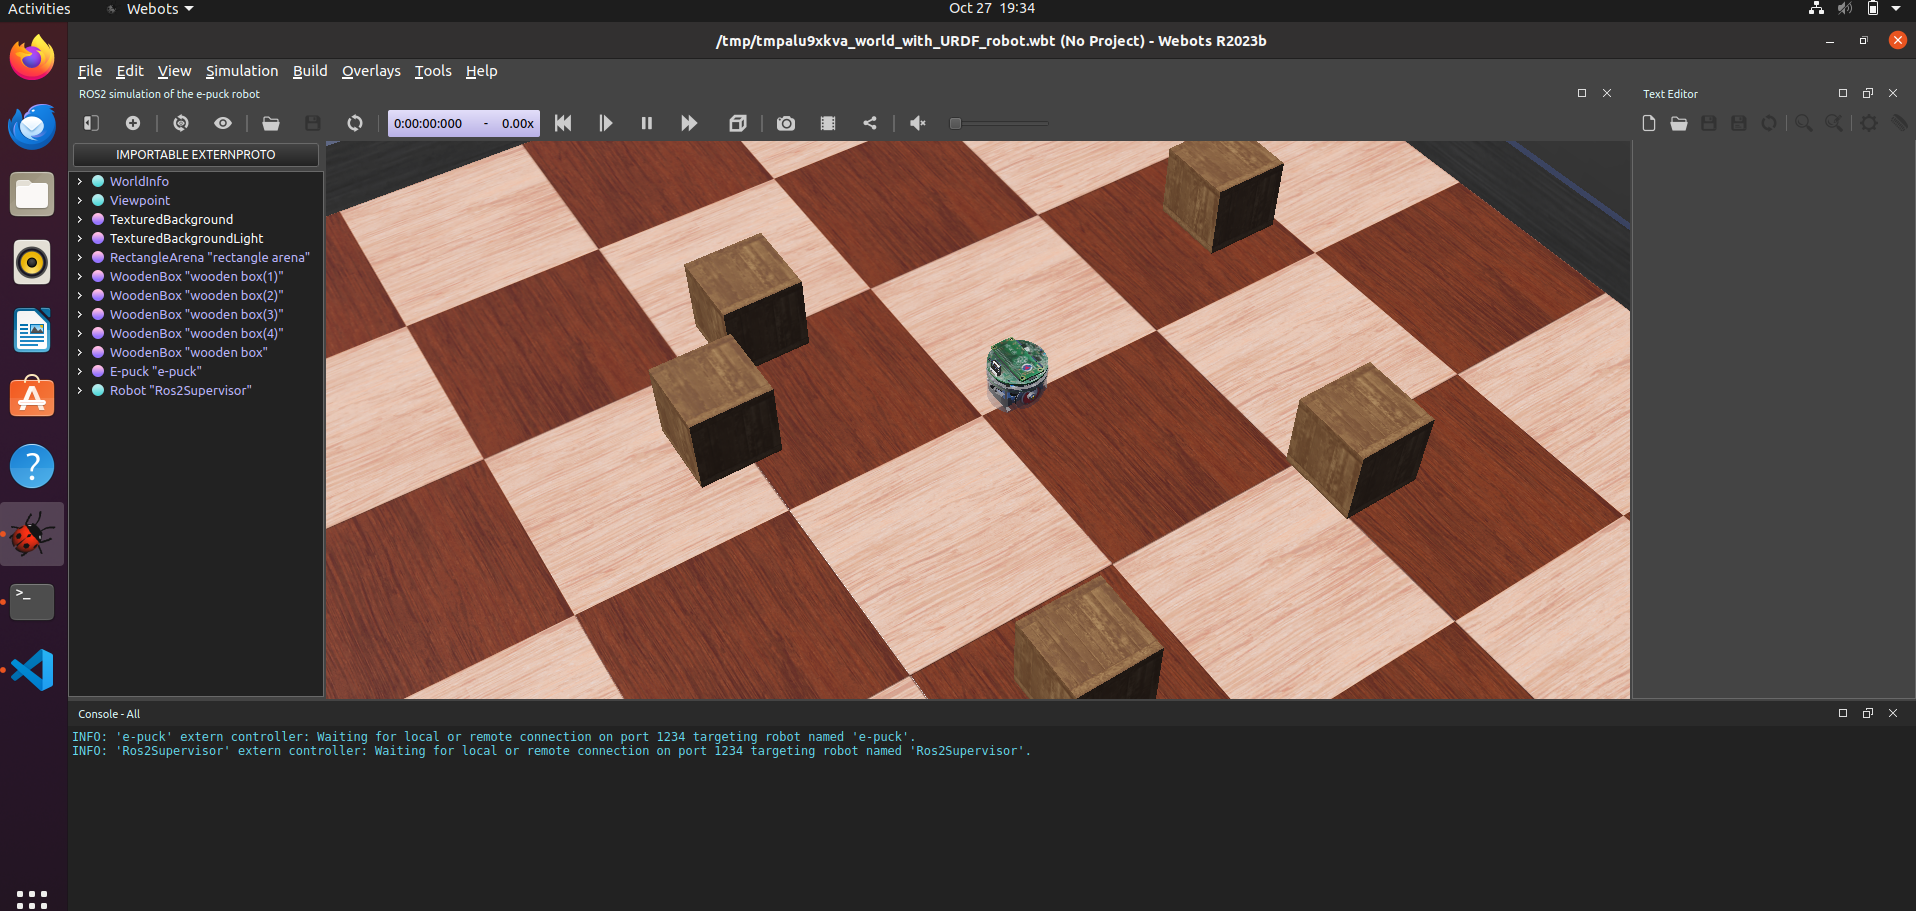 Activities
Webots
Oct 27 19:34
/tmp/tmpalu9xkva_world_with_URDF_robot.wbt (No Project) - Webots R2023b
File Edit View Simulation Build Overlays Tools Help
ROS2 simulation of the e-puck robot
Text Editor
0:00:00:000 - 0.00x
IMPORTABLE EXTERNPROTO
WorldInfo
Viewpoint
TexturedBackground
TexturedBackgroundLight
RectangleArena "rectangle arena"
WoodenBox "wooden box(1)"
WoodenBox "wooden box(2)"
WoodenBox "wooden box(3)"
WoodenBox "wooden box(4)"
WoodenBox "wooden box"
E-puck "e-puck"
Robot "Ros2Supervisor"
Console - All
INFO: 'e-puck' extern controller: Waiting for local or remote connection on port 1234 targeting robot named 'e-puck'.
INFO: 'Ros2Supervisor' extern controller: Waiting for local or remote connection on port 1234 targeting robot named 'Ros2Supervisor'.